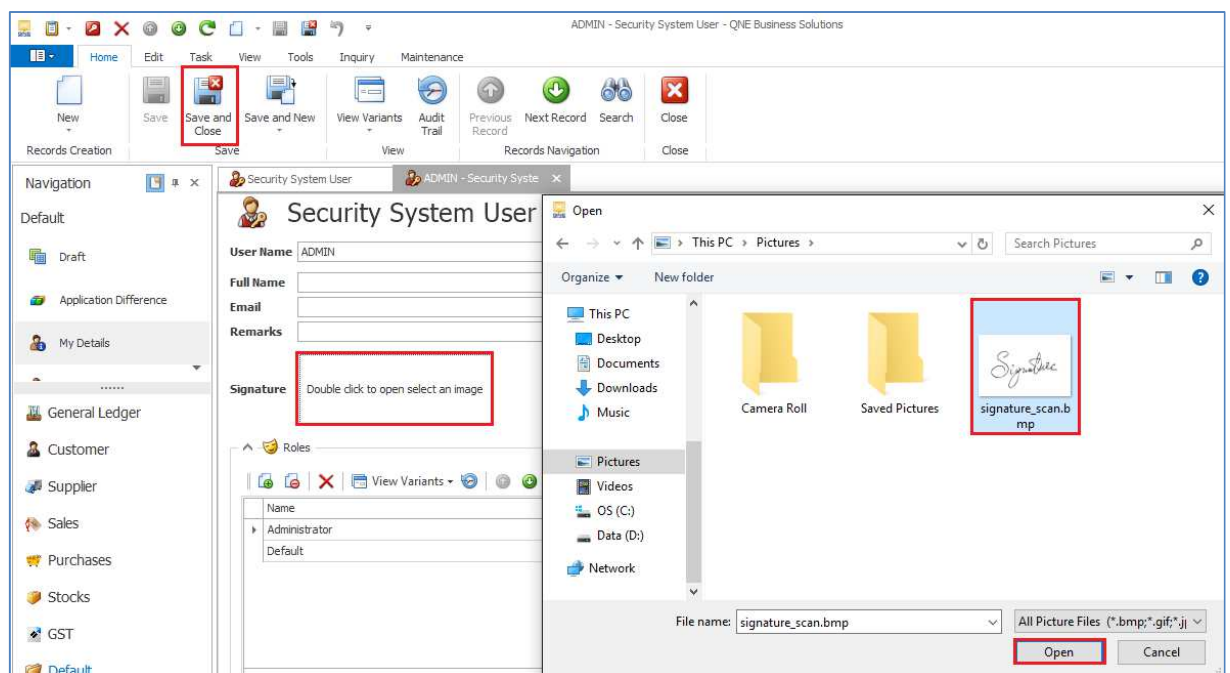 ADMIN - Security System User - QNE Business Solutions
Home Edit Task View Tools Inquiry Maintenance
New Save Save and Close Save and New View Variants Audit Trail Previous Record Next Record Search Close
Records Creation Save View Records Navigation Close
Navigation
Default
Draft
Application Difference
My Details
General Ledger
Customer
Supplier
Sales
Purchases
Stocks
GST
Default
Security System User ADMIN - Security Syste
Security System User
User Name ADMIN
Full Name
Email
Remarks
Signature Double click to open select an image
Roles
View Variants
Name
Administrator
Default
Open
This PC Pictures Search Pictures
Organize New folder
This PC
Desktop
Documents
Downloads
Music
Pictures
Videos
OS (C:)
Data (D:)
Network
Camera Roll
Saved Pictures
Signature
signature_scan.b
mp
File name: signature_scan.bmp All Picture Files (*.bmp;*.gif;*.j
Open Cancel